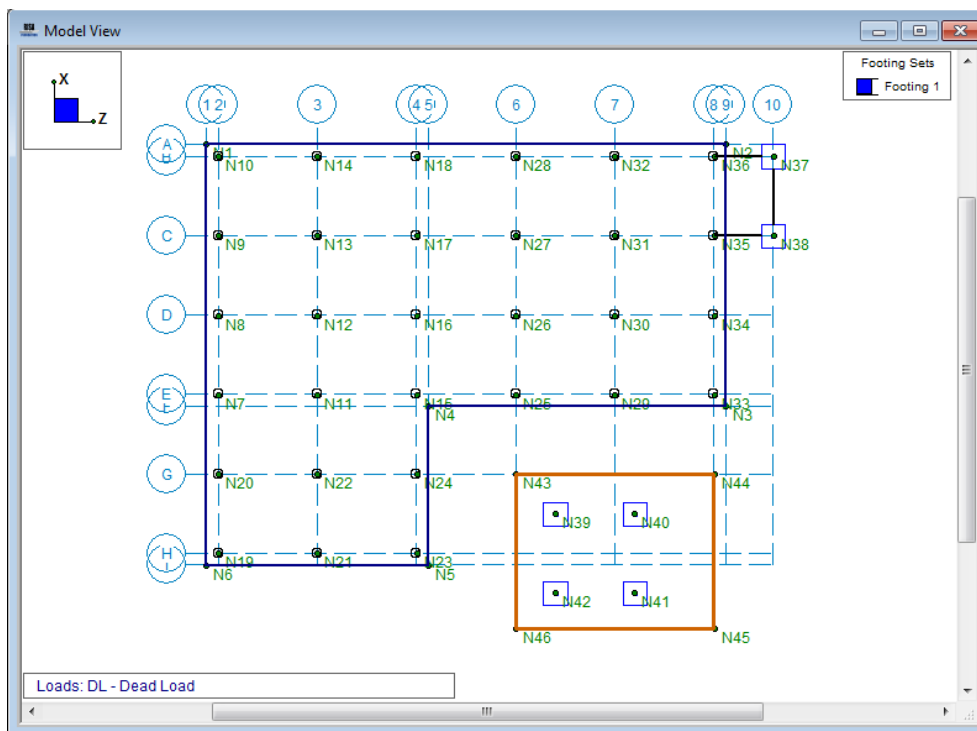 Model View
X
Z
Footing Sets
Footing 1
1 2 3 4 5 6 7 8 9 10
A
N1 N2
B
N10 N14 N18 N28 N32 N36 N37
C
N9 N13 N17 N27 N31 N35 N38
D
N8 N12 N16 N26 N30 N34
E
N7 N11 N15 N25 N29 N33
F
N4 N3
G
N20 N22 N24 N43 N44
N39 N40
H
N19 N21 N23
I
N6 N5
N42 N41
N46 N45
Loads: DL - Dead Load